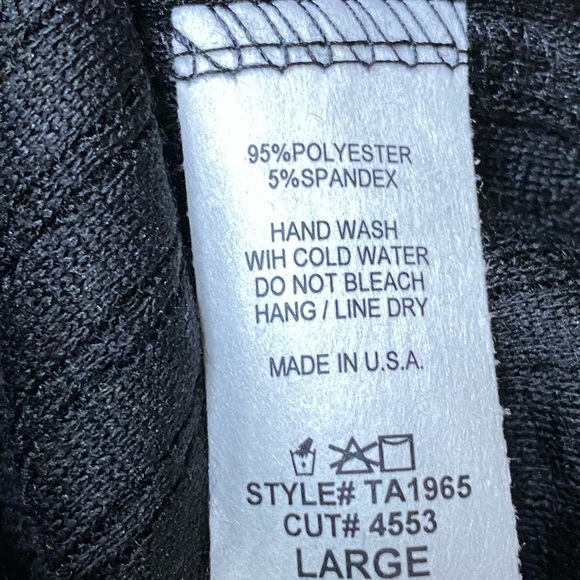 95%POLYESTER
5%SPANDEX
HAND WASH
WIH COLD WATER
DO NOT BLEACH
HANG / LINE DRY
MADE IN U.S.A.
STYLE# TA1965
CUT# 4553
LARGE